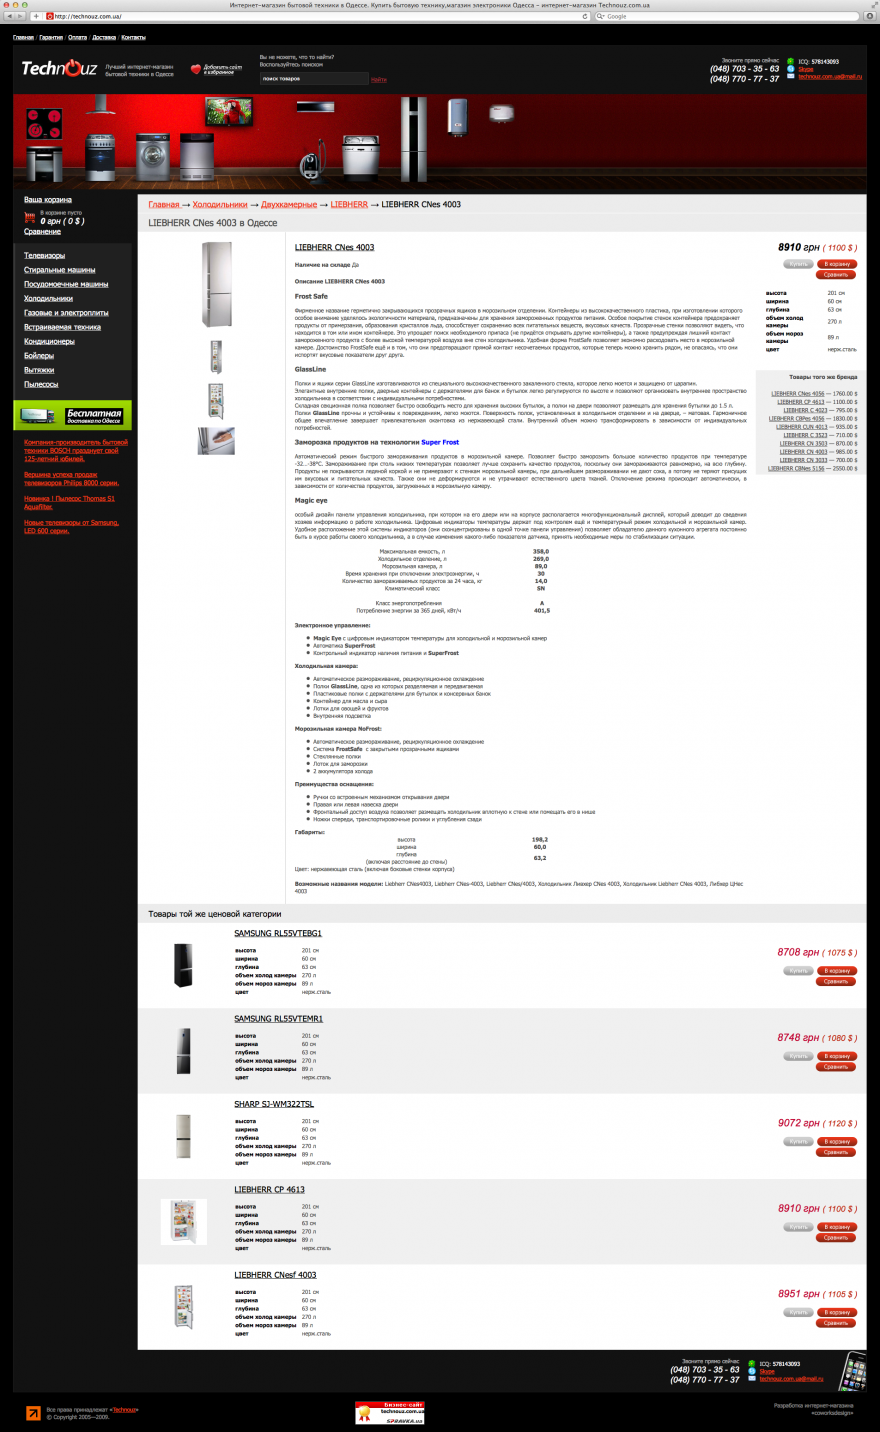 Интернет-магазин бытовой техники в Одессе. Купить бытовую технику,магазин электроники Одесса – интернет-магазин Technouz.com.ua
http://technouz.com.ua/
Google
Главная / Гарантия / Оплата / Доставка / Контакты
Technouz
Лучший интернет-магазин
бытовой техники в Одессе
Добавить сайт
в избранное
Вы не можете, что то найти?
Воспользуйтесь поиском
поиск товаров
Найти
Звоните прямо сейчас
(048) 703 - 35 - 63
(048) 770 - 77 - 37
ICQ: 578143093
Skype
technouz.com.ua@mail.ru
Ваша корзина
В корзине пусто
0 грн ( 0 $ )
Сравнение
Телевизоры
Стиральные машины
Посудомоечные машины
Холодильники
Газовые и электроплиты
Встраиваемая техника
Кондиционеры
Бойлеры
Вытяжки
Пылесосы
Бесплатная
доставка по Одессе
Компания-производитель бытовой
техники BOSCH празднует свой
125-летний юбилей.
Вершина успеха продаж
телевизоров Philips 8000 серии.
Новинка ! Пылесос Thomas S1
Aquafilter.
Новые телевизоры от Samsung,
LED 600 серии.
Главная → Холодильники → Двухкамерные → LIEBHERR → LIEBHERR CNes 4003
LIEBHERR CNes 4003 в Одессе
LIEBHERR CNes 4003
Наличие на складе Да
Описание LIEBHERR CNes 4003
Frost Safe
Фирменное название герметично закрывающихся прозрачных ящиков в морозильном отделении. Контейнеры из высококачественного пластика, при изготовлении которого
особое внимание уделялось экологичности материала, предназначены для хранения замороженных продуктов питания. Особое покрытие стенок контейнера предохраняет
продукты от примерзания, образования кристаллов льда, способствует сохранению всех питательных веществ, вкусовых качеств. Прозрачные стенки позволяют видеть, что
находится в том или ином контейнере. Это упрощает поиск необходимого припаса (не придётся открывать другие контейнеры), а также предупреждая лишний контакт
замороженного продукта с более высокой температурой воздуха вне стен холодильника. Удобная форма FrostSafe позволяет экономно расходовать место в морозильной
камере. Достоинство FrostSafe ещё и в том, что они предотвращают прямой контакт несочетаемых продуктов, которые теперь можно хранить рядом, не опасаясь, что они
испортят вкусовые показатели друг друга.
GlassLine
Полки и ящики серии GlassLine изготавливаются из специального высококачественного закаленного стекла, которое легко моется и защищено от царапин.
Элегантные внутренние полки, дверные контейнеры с держателями для банок и бутылок легко регулируются по высоте и позволяют организовать внутреннее пространство
холодильника в соответствии с индивидуальными потребностями.
Складная секционная полка позволяет быстро освободить место для хранения высоких бутылок, а полки на двери позволяют размещать для хранения бутылки до 1.5 л.
Полки GlassLine прочны и устойчивы к повреждениям, легко моются. Поверхность полок, установленных в холодильном отделении и на дверце, – матовая. Гармоничное
общее впечатление завершает привлекательная окантовка из нержавеющей стали. Внутренний объем можно трансформировать в зависимости от индивидуальных
потребностей.
Заморозка продуктов на технологии Super Frost
Автоматический режим быстрого замораживания продуктов в морозильной камере. Позволяет быстро заморозить большое количество продуктов при температуре
-32...-38°C. Замораживание при столь низких температурах позволяет лучше сохранить качество продуктов, поскольку они замораживаются равномерно, на всю глубину.
Продукты не покрываются ледяной коркой и не примерзают к стенкам морозильной камеры, при дальнейшем размораживании не дают сока, а потому не теряют присущих
им вкусовых и питательных качеств. Также они не деформируются и не утрачивают естественного цвета тканей. Отключение режима происходит автоматически, в
зависимости от количества продуктов, загруженных в морозильную камеру.
Magic eye
особый дизайн панели управления холодильника, при котором на его двери или на корпусе располагается многофункциональный дисплей, который доводит до сведения
хозяев информацию о работе холодильника. Цифровые индикаторы температуры держат под контролем ещё и температурный режим холодильной и морозильной камер.
Удобное расположение этой системы индикаторов (они сконцентрированы в одной точке панели управления) позволяет обладателю данного кухонного агрегата постоянно
быть в курсе работы своего холодильника, а в случае изменения какого-либо показателя датчика, принять необходимые меры по стабилизации ситуации.
Максимальная емкость, л 358,0
Холодильное отделение, л 269,0
Морозильная камера, л 89,0
Время хранения при отключении электроэнергии, ч 30
Количество замораживаемых продуктов за 24 часа, кг 14,0
Климатический класс SN
Класс энергопотребления A
Потребление энергии за 365 дней, кВт/ч 401,5
Электронное управление:
Magic Eye с цифровым индикатором температуры для холодильной и морозильной камер
Автоматика SuperFrost
Контрольный индикатор наличия питания и SuperFrost
Холодильная камера:
Автоматическое размораживание, рециркуляционное охлаждение
Полки GlassLine, одна из которых разделяемая и передвигаемая
Пластиковые полки с держателями для бутылок и консервных банок
Контейнер для масла и сыра
Лотки для овощей и фруктов
Внутренняя подсветка
Морозильная камера NoFrost:
Автоматическое размораживание, рециркуляционное охлаждение
Система FrostSafe с закрытыми прозрачными ящиками
Стеклянные полки
Лоток для заморозки
2 аккумулятора холода
Преимущества оснащения:
Ручки со встроенным механизмом открывания двери
Правая или левая навеска двери
Фронтальный доступ воздуха позволяет размещать холодильник вплотную к стене или помещать его в нише
Ножки спереди, транспортировочные ролики и углубления сзади
Габариты:
высота 198,2
ширина 60,0
глубина
(включая расстояние до стены) 63,2
Цвет: нержавеющая сталь (включая боковые стенки корпуса)
Возможные названия модели: Liebherr CNes4003, Liebherr CNes-4003, Liebherr CNes/4003, Холодильник Ливхер CNes 4003, Холодильник Liebherr CNes 4003, Либхер ЦНес
4003
8910 грн ( 1100 $ )
Купить
В корзину
Сравнить
высота 201 см
ширина 60 см
глубина 63 см
объем холод
камеры 270 л
объем мороз
камеры 89 л
цвет нерж.сталь
Товары того же бренда
LIEBHERR CNes 4056 — 1760.00 $
LIEBHERR CP 4613 — 1100.00 $
LIEBHERR C 4023 — 795.00 $
LIEBHERR CBPes 4056 — 1830.00 $
LIEBHERR CUN 4013 — 935.00 $
LIEBHERR C 3523 — 710.00 $
LIEBHERR CN 3503 — 870.00 $
LIEBHERR CN 4003 — 985.00 $
LIEBHERR CN 3033 — 700.00 $
LIEBHERR CBNes 5156 — 2550.00 $
Товары той же ценовой категории
SAMSUNG RL55VTEBG1
высота 201 см
ширина 60 см
глубина 63 см
объем холод камеры 270 л
объем мороз камеры 89 л
цвет нерж.сталь
8708 грн ( 1075 $ )
Купить
В корзину
Сравнить
SAMSUNG RL55VTEMR1
высота 201 см
ширина 60 см
глубина 63 см
объем холод камеры 270 л
объем мороз камеры 89 л
цвет нерж.сталь
8748 грн ( 1080 $ )
Купить
В корзину
Сравнить
SHARP SJ-WM322TSL
высота 201 см
ширина 60 см
глубина 63 см
объем холод камеры 270 л
объем мороз камеры 89 л
цвет нерж.сталь
9072 грн ( 1120 $ )
Купить
В корзину
Сравнить
LIEBHERR CP 4613
высота 201 см
ширина 60 см
глубина 63 см
объем холод камеры 270 л
объем мороз камеры 89 л
цвет нерж.сталь
8910 грн ( 1100 $ )
Купить
В корзину
Сравнить
LIEBHERR CNesf 4003
высота 201 см
ширина 60 см
глубина 63 см
объем холод камеры 270 л
объем мороз камеры 89 л
цвет нерж.сталь
8951 грн ( 1105 $ )
Купить
В корзину
Сравнить
Звоните прямо сейчас
(048) 703 - 35 - 63
(048) 770 - 77 - 37
ICQ: 578143093
Skype
technouz.com.ua@mail.ru
Все права принадлежат «Technouz»
© Copyright 2005—2009.
Бизнес-сайт
technouz.com.ua
SPRAVKA.ua
Разработка интернет-магазина
«coworksdesign»